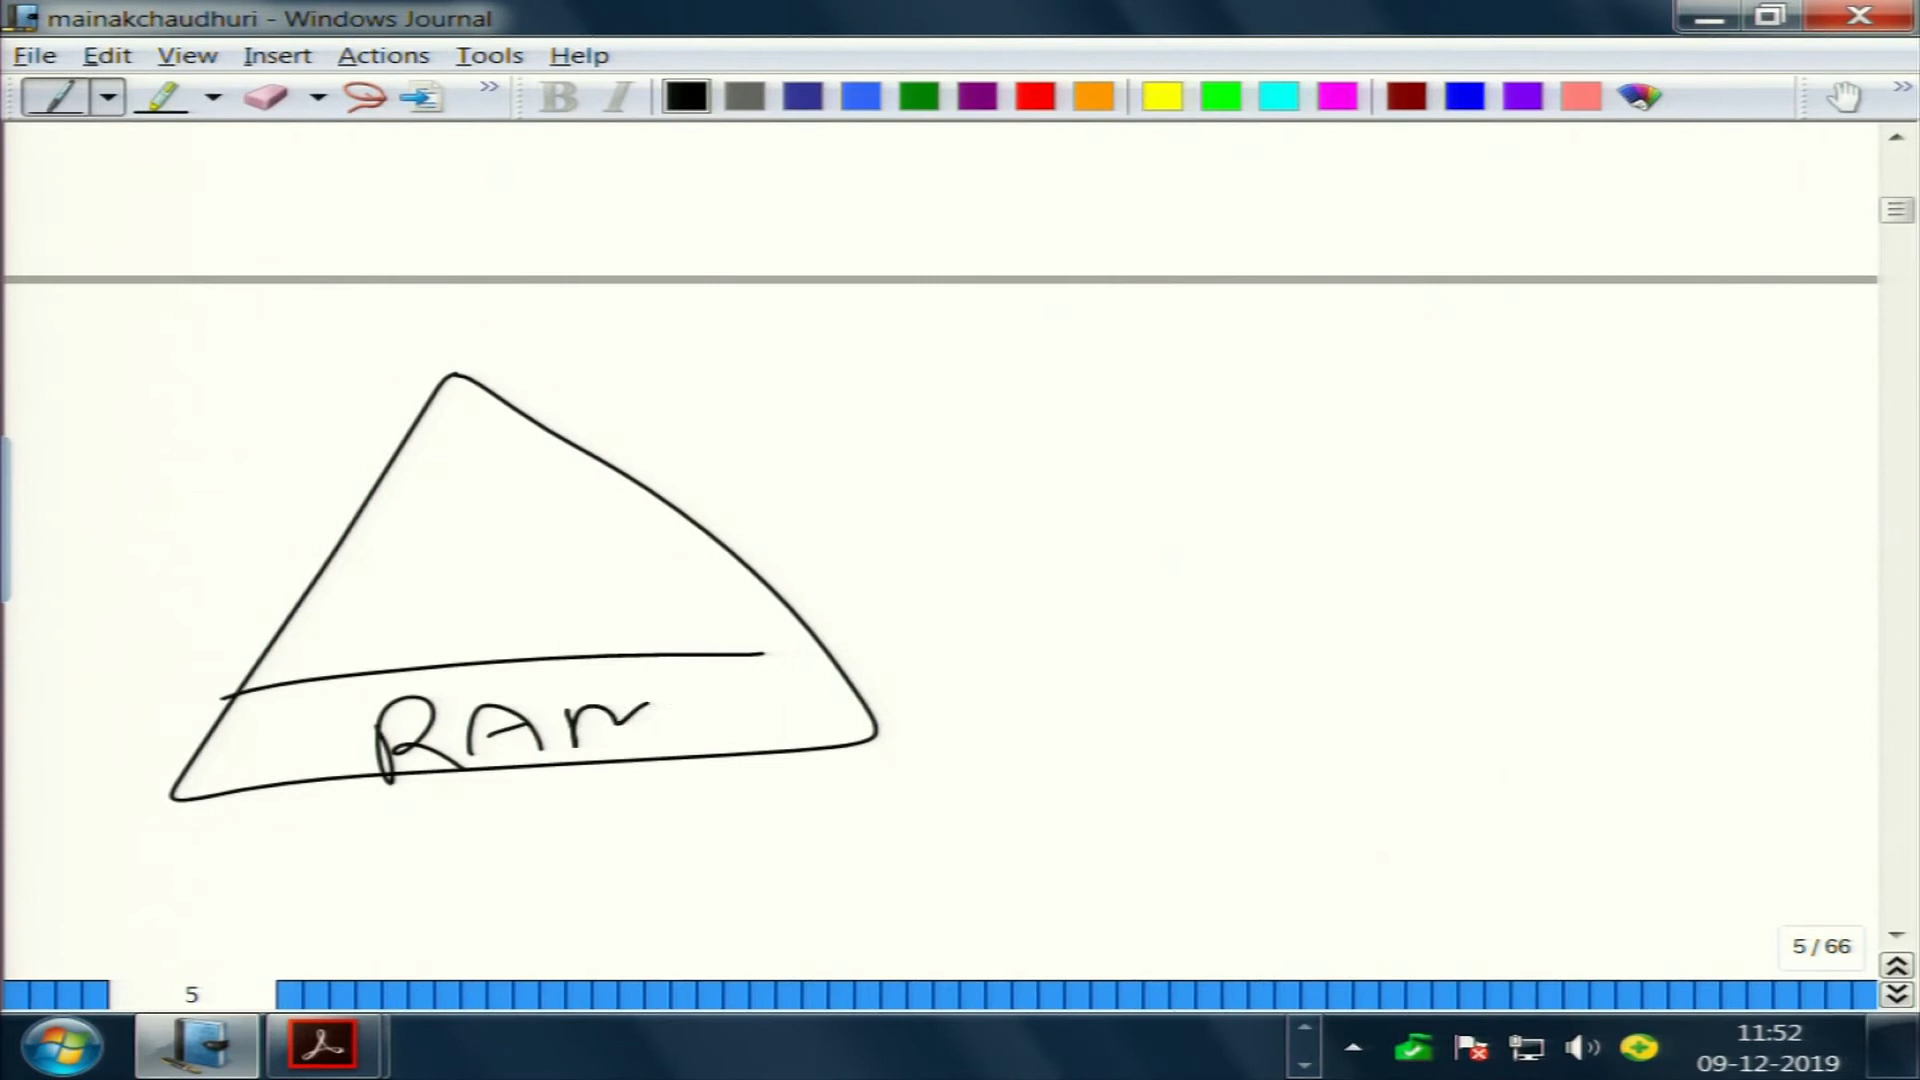 mainakchaudhuri - Windows Journal
File Edit View Insert Actions Tools Help
B I
RAM
5 / 66
5
11:52
09-12-2019